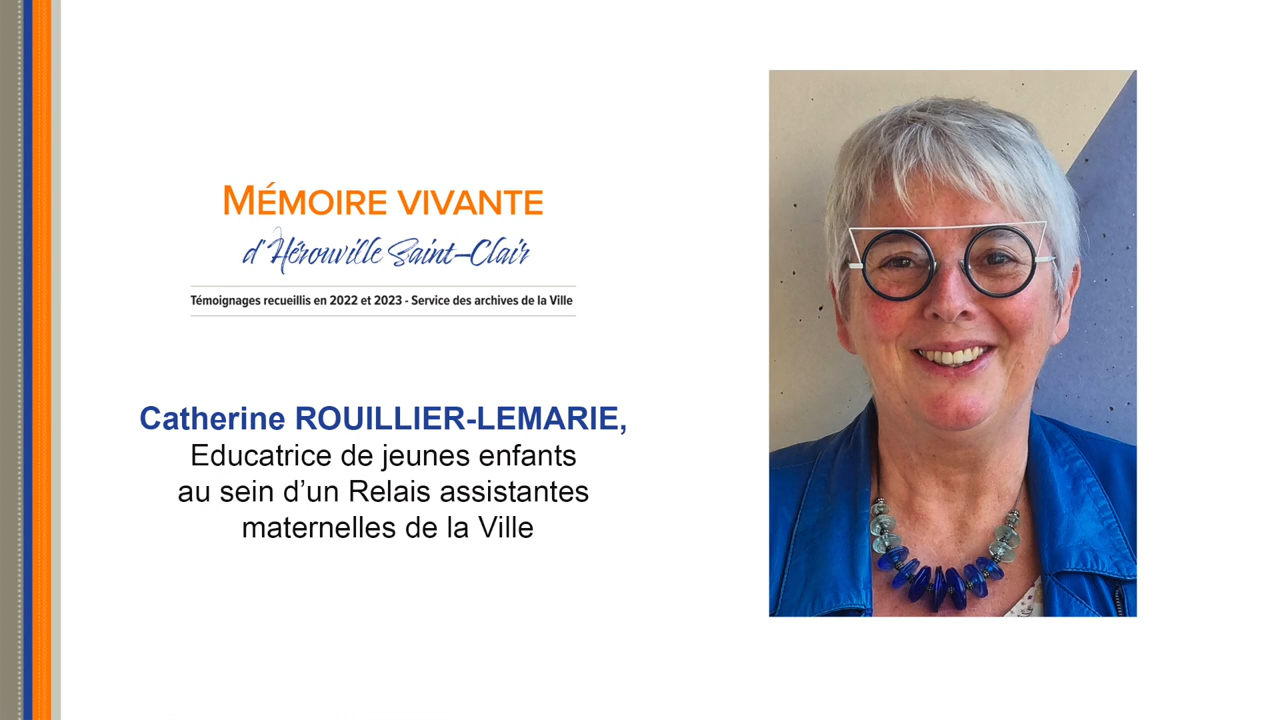 MÉMOIRE VIVANTE
d'Hérouville Saint-Clair
Témoignages recueillis en 2022 et 2023 - Service des archives de la Ville
Catherine ROUILLIER-LEMARIE,
Educatrice de jeunes enfants
au sein d’un Relais assistantes
maternelles de la Ville